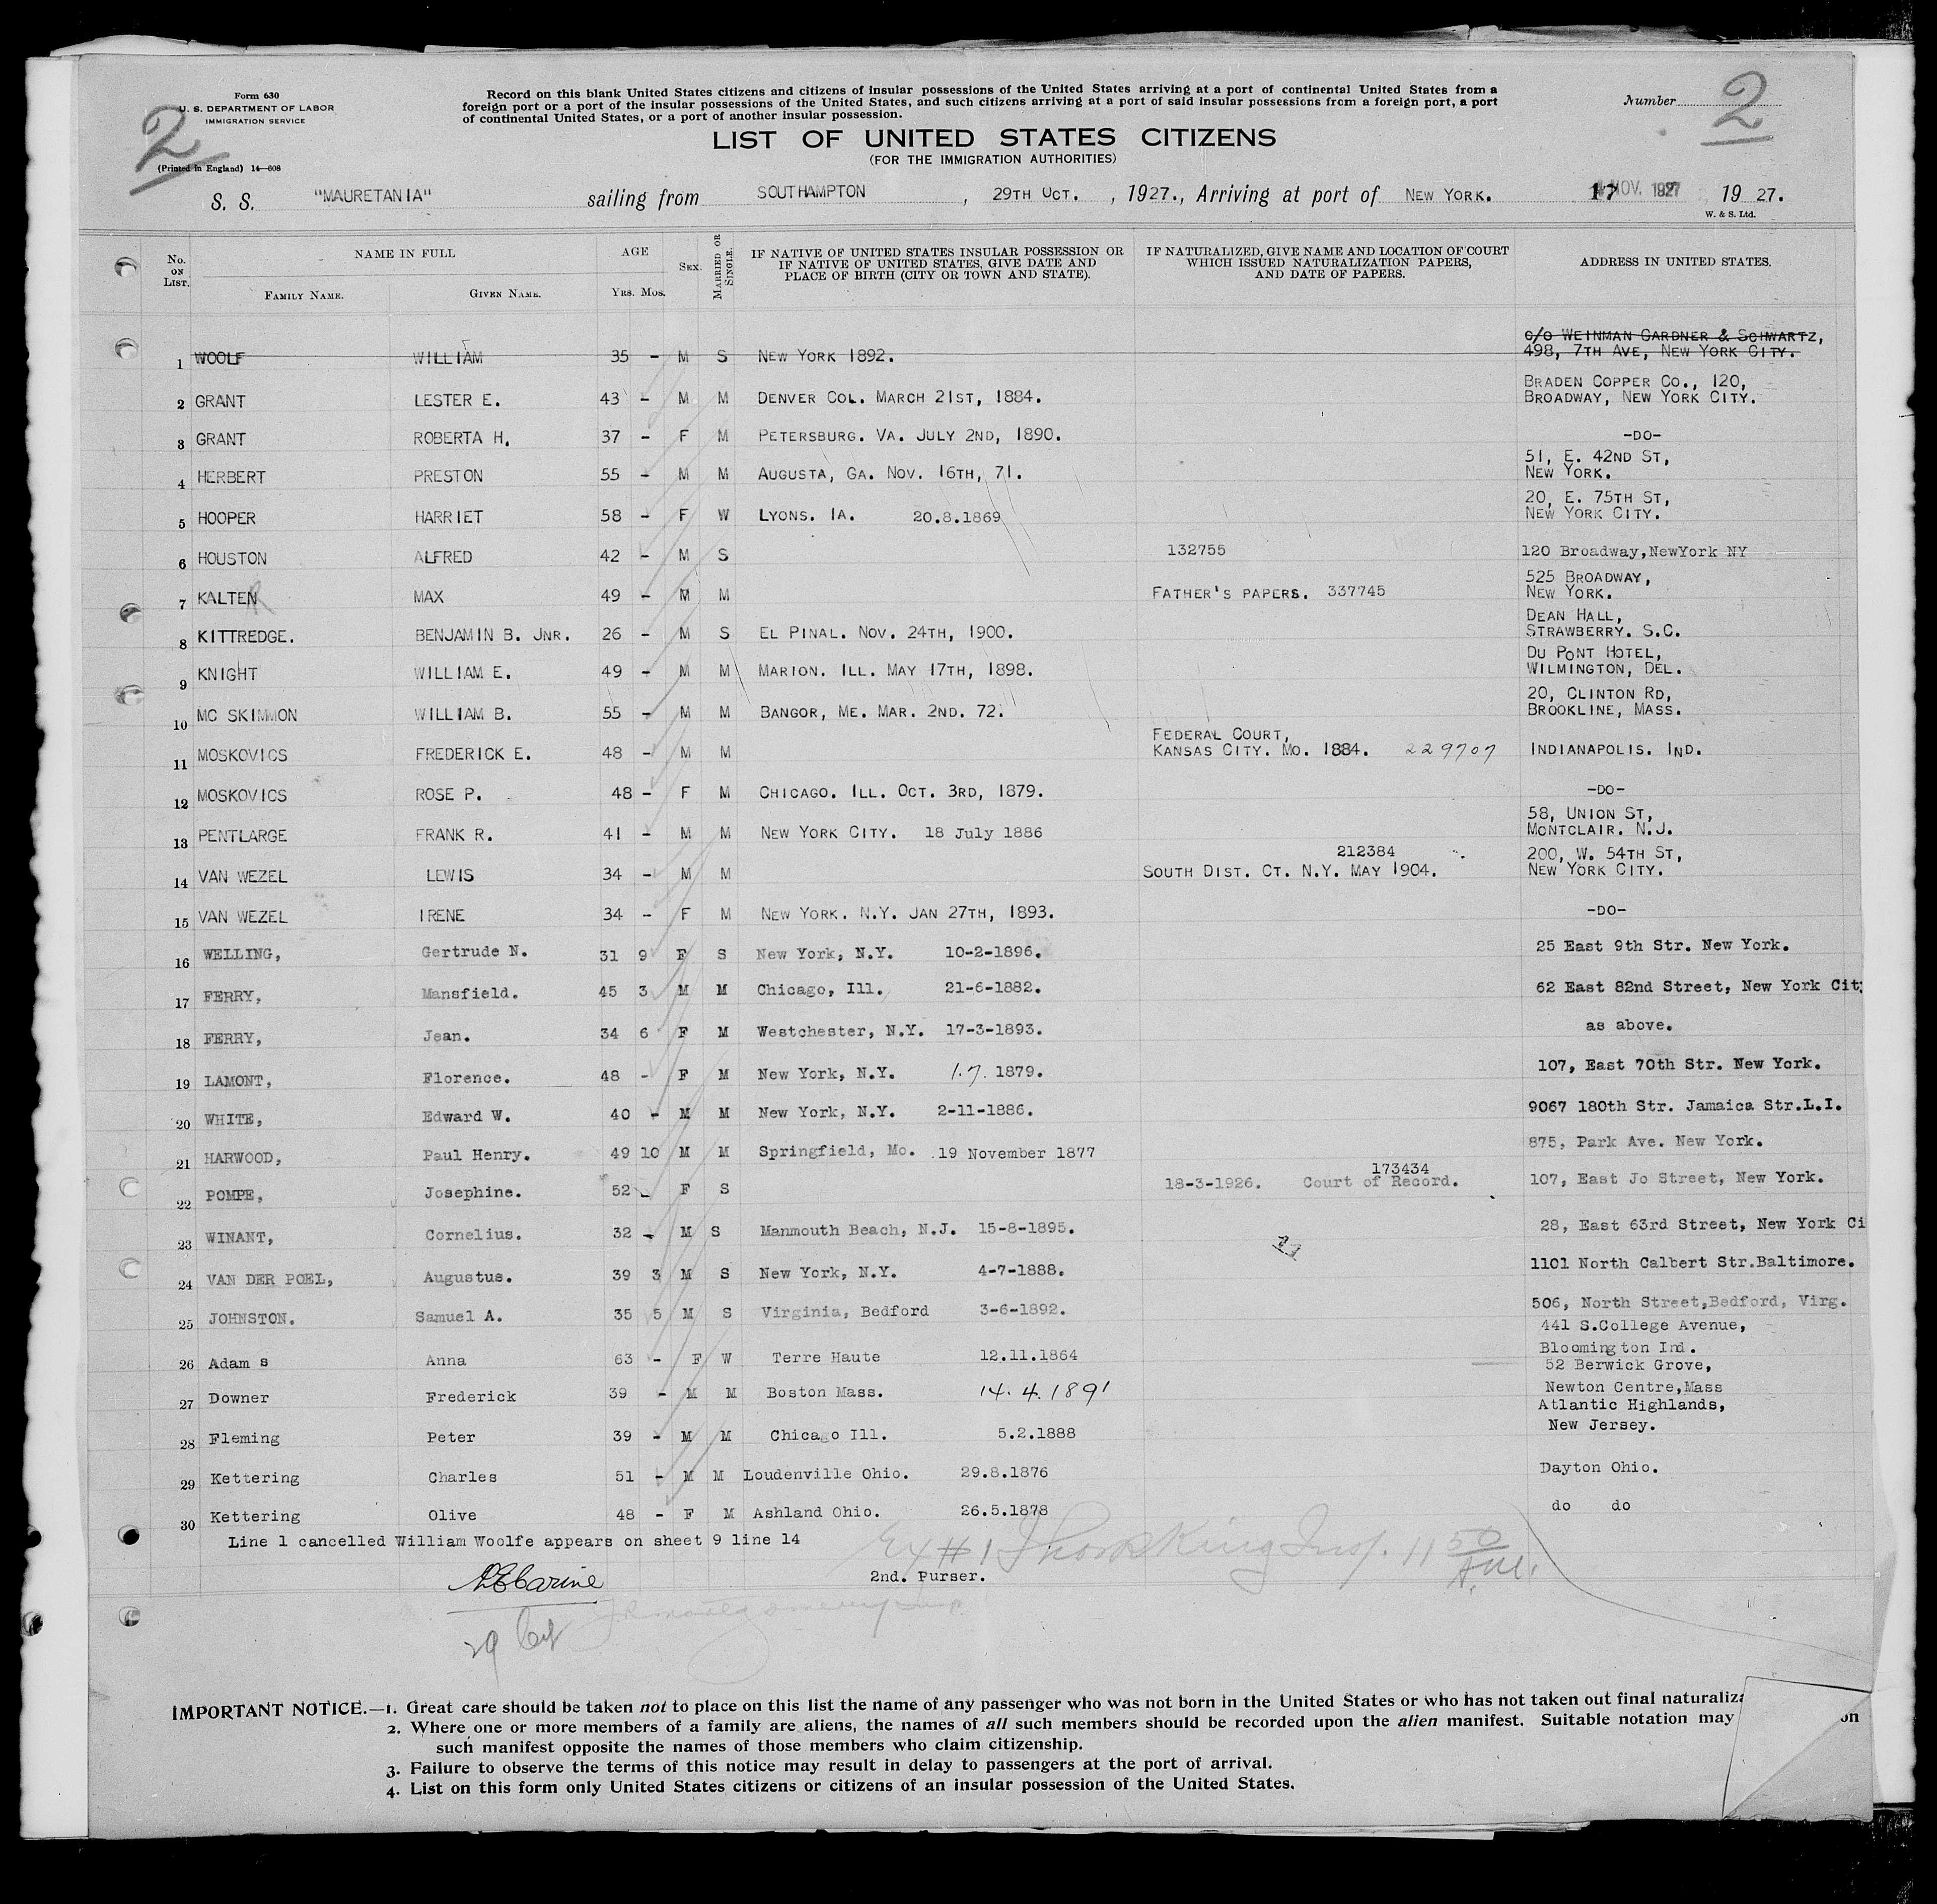 Form 630
U. S. DEPARTMENT OF LABOR
IMMIGRATION SERVICE
2
(Printed in England) 14—608
Record on this blank United States citizens and citizens of insular possessions of the United States arriving at a port of continental United States from a
foreign port or a port of the insular possessions of the United States, and such citizens arriving at a port of said insular possessions from a foreign port, a port
of continental United States, or a port of another insular possession.
Number 2
LIST OF UNITED STATES CITIZENS
(FOR THE IMMIGRATION AUTHORITIES)
S. S. "MAURETANIA" sailing from SOUTHAMPTON, 29TH OCT., 1927., Arriving at port of NEW YORK. NOV. 1927 1927.
W. & S. Ltd.
No. ON LIST. NAME IN FULL AGE SEX. MARRIED OR SINGLE. IF NATIVE OF UNITED STATES INSULAR POSSESSION OR IF NATIVE OF UNITED STATES, GIVE DATE AND PLACE OF BIRTH (CITY OR TOWN AND STATE). IF NATURALIZED, GIVE NAME AND LOCATION OF COURT WHICH ISSUED NATURALIZATION PAPERS, AND DATE OF PAPERS. ADDRESS IN UNITED STATES.
FAMILY NAME. GIVEN NAME. YRS. MOS.
1 WOOLF WILLIAM 35 - M S NEW YORK 1892. C/O WEINMAN GARDNER & SCHWARTZ, 498, 7TH AVE, NEW YORK CITY.
2 GRANT LESTER E. 43 - M M DENVER COL. MARCH 21ST, 1884. BRADEN COPPER CO., 120, BROADWAY, NEW YORK CITY.
3 GRANT ROBERTA H. 37 - F M PETERSBURG. VA. JULY 2ND, 1890. -DO-
4 HERBERT PRESTON 55 - M M AUGUSTA, GA. NOV. 16TH, 71. 51, E. 42ND ST, NEW YORK.
5 HOOPER HARRIET 58 - F W LYONS. IA. 20.8.1869 20, E. 75TH ST, NEW YORK CITY.
6 HOUSTON ALFRED 42 - M S 132755 120 Broadway,NewYork NY
7 KALTEN MAX 49 - M M FATHER'S PAPERS. 337745 525 BROADWAY, NEW YORK.
8 KITTREDGE. BENJAMIN B. JNR. 26 - M S EL PINAL. NOV. 24TH, 1900. DEAN HALL, STRAWBERRY. S.C.
9 KNIGHT WILLIAM E. 49 - M M MARION. ILL. MAY 17TH, 1898. DU PONT HOTEL, WILMINGTON, DEL.
10 MC SKIMMON WILLIAM B. 55 - M M BANGOR, ME. MAR. 2ND. 72. 20, CLINTON RD, BROOKLINE, MASS.
11 MOSKOVICS FREDERICK E. 48 - M M FEDERAL COURT, KANSAS CITY. MO. 1884. 229707 INDIANAPOLIS. IND.
12 MOSKOVICS ROSE P. 48 - F M CHICAGO. ILL. OCT. 3RD, 1879. -DO-
13 PENTLARGE FRANK R. 41 - M M NEW YORK CITY. 18 July 1886 58, UNION ST, MONTCLAIR. N.J.
14 VAN WEZEL LEWIS 34 - M M 212384 SOUTH DIST. CT. N.Y. MAY 1904. 200, W. 54TH ST, NEW YORK CITY.
15 VAN WEZEL IRENE 34 - F M NEW YORK. N.Y. JAN 27TH, 1893. -DO-
16 WELLING, Gertrude N. 31 9 F S New York, N.Y. 10-2-1896. 25 East 9th Str. New York.
17 FERRY, Mansfield. 45 3 M M Chicago, Ill. 21-6-1882. 62 East 82nd Street, New York Cit
18 FERRY, Jean. 34 6 F M Westchester, N.Y. 17-3-1893. as above.
19 LAMONT, Florence. 48 - F M New York, N.Y. 1.7. 1879. 107, East 70th Str. New York.
20 WHITE, Edward W. 40 - M M New York, N.Y. 2-11-1886. 9067 180th Str. Jamaica Str.L.I.
21 HARWOOD, Paul Henry. 49 10 M M Springfield, Mo. 19 November 1877 875, Park Ave. New York.
22 POMPE, Josephine. 52 - F S 18-3-1926. 173434 Court of Record. 107, East Jo Street, New York.
23 WINANT, Cornelius. 32 - M S Manmouth Beach, N.J. 15-8-1895. 28, East 63rd Street, New York Ci
24 VAN DER POEL, Augustus. 39 3 M S New York, N.Y. 4-7-1888. 1101 North Calbert Str.Baltimore.
25 JOHNSTON. Samuel A. 35 5 M S Virginia, Bedford 3-6-1892. 506, North Street,Bedford, Virg.
26 Adam s Anna 63 - F W Terre Haute 12.11.1864 441 S.College Avenue, Bloomington Ind.
27 Downer Frederick 39 - M M Boston Mass. 14.4.1891 52 Berwick Grove, Newton Centre,Mass
28 Fleming Peter 39 - M M Chicago Ill. 5.2.1888 Atlantic Highlands, New Jersey.
29 Kettering Charles 51 - M M Loudenville Ohio. 29.8.1876 Dayton Ohio.
30 Kettering Olive 48 - F M Ashland Ohio. 26.5.1878 do do
Line 1 cancelled William Woolfe appears on sheet 9 line 14
2nd. Purser.
IMPORTANT NOTICE.—1. Great care should be taken not to place on this list the name of any passenger who was not born in the United States or who has not taken out final
2. Where one or more members of a family are aliens, the names of all such members should be recorded upon the alien manifest. Suitable notation may
such manifest opposite the names of those members who claim citizenship.
3. Failure to observe the terms of this notice may result in delay to passengers at the port of arrival.
4. List on this form only United States citizens or citizens of an insular possession of the United States.